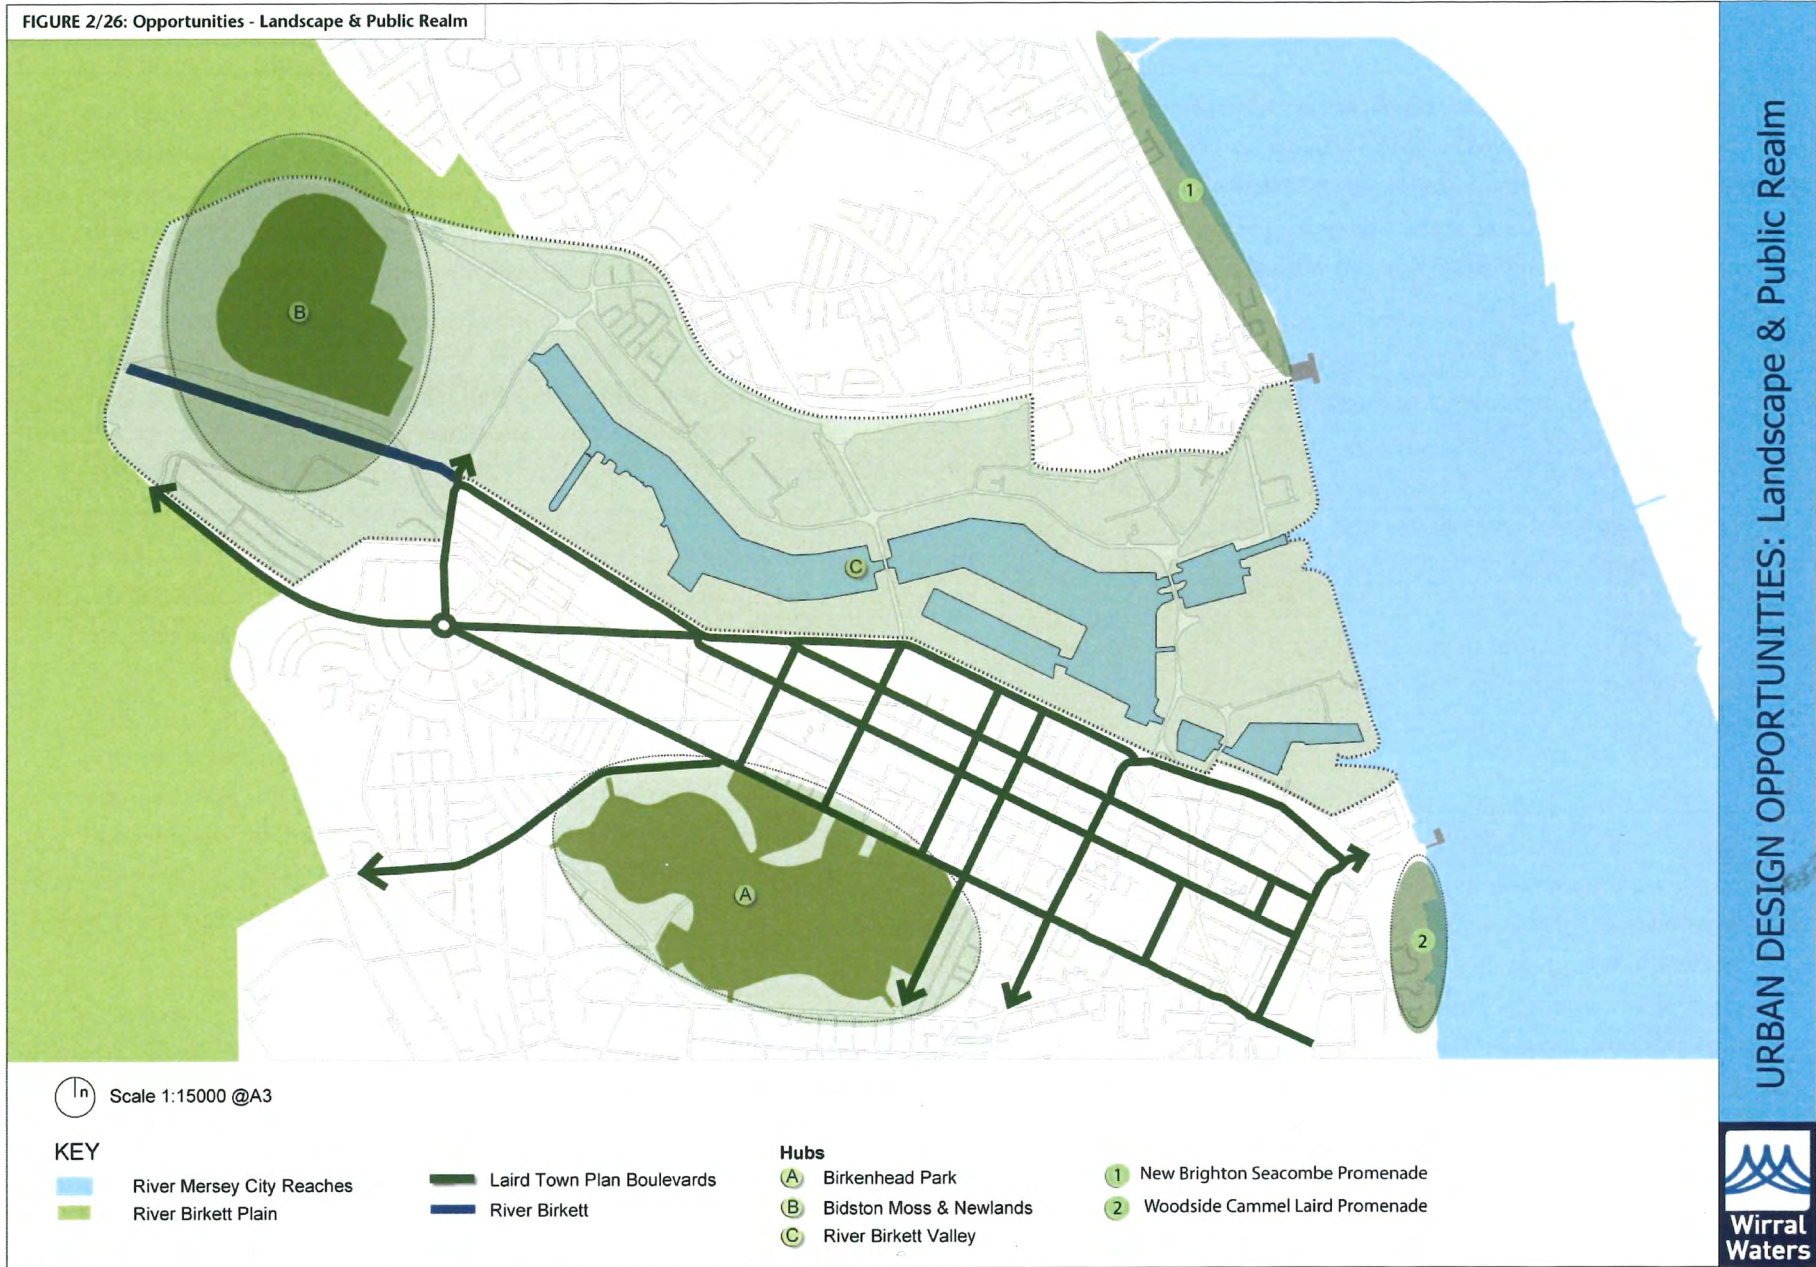 FIGURE 2/26: Opportunities - Landscape & Public Realm
1
B
C
A
2
n
Scale 1:15000 @A3
KEY
River Mersey City Reaches
River Birkett Plain
Laird Town Plan Boulevards
River Birkett
Hubs
A Birkenhead Park
B Bidston Moss & Newlands
C River Birkett Valley
1 New Brighton Seacombe Promenade
2 Woodside Cammel Laird Promenade
URBAN DESIGN OPPORTUNITIES: Landscape & Public Realm
Wirral
Waters